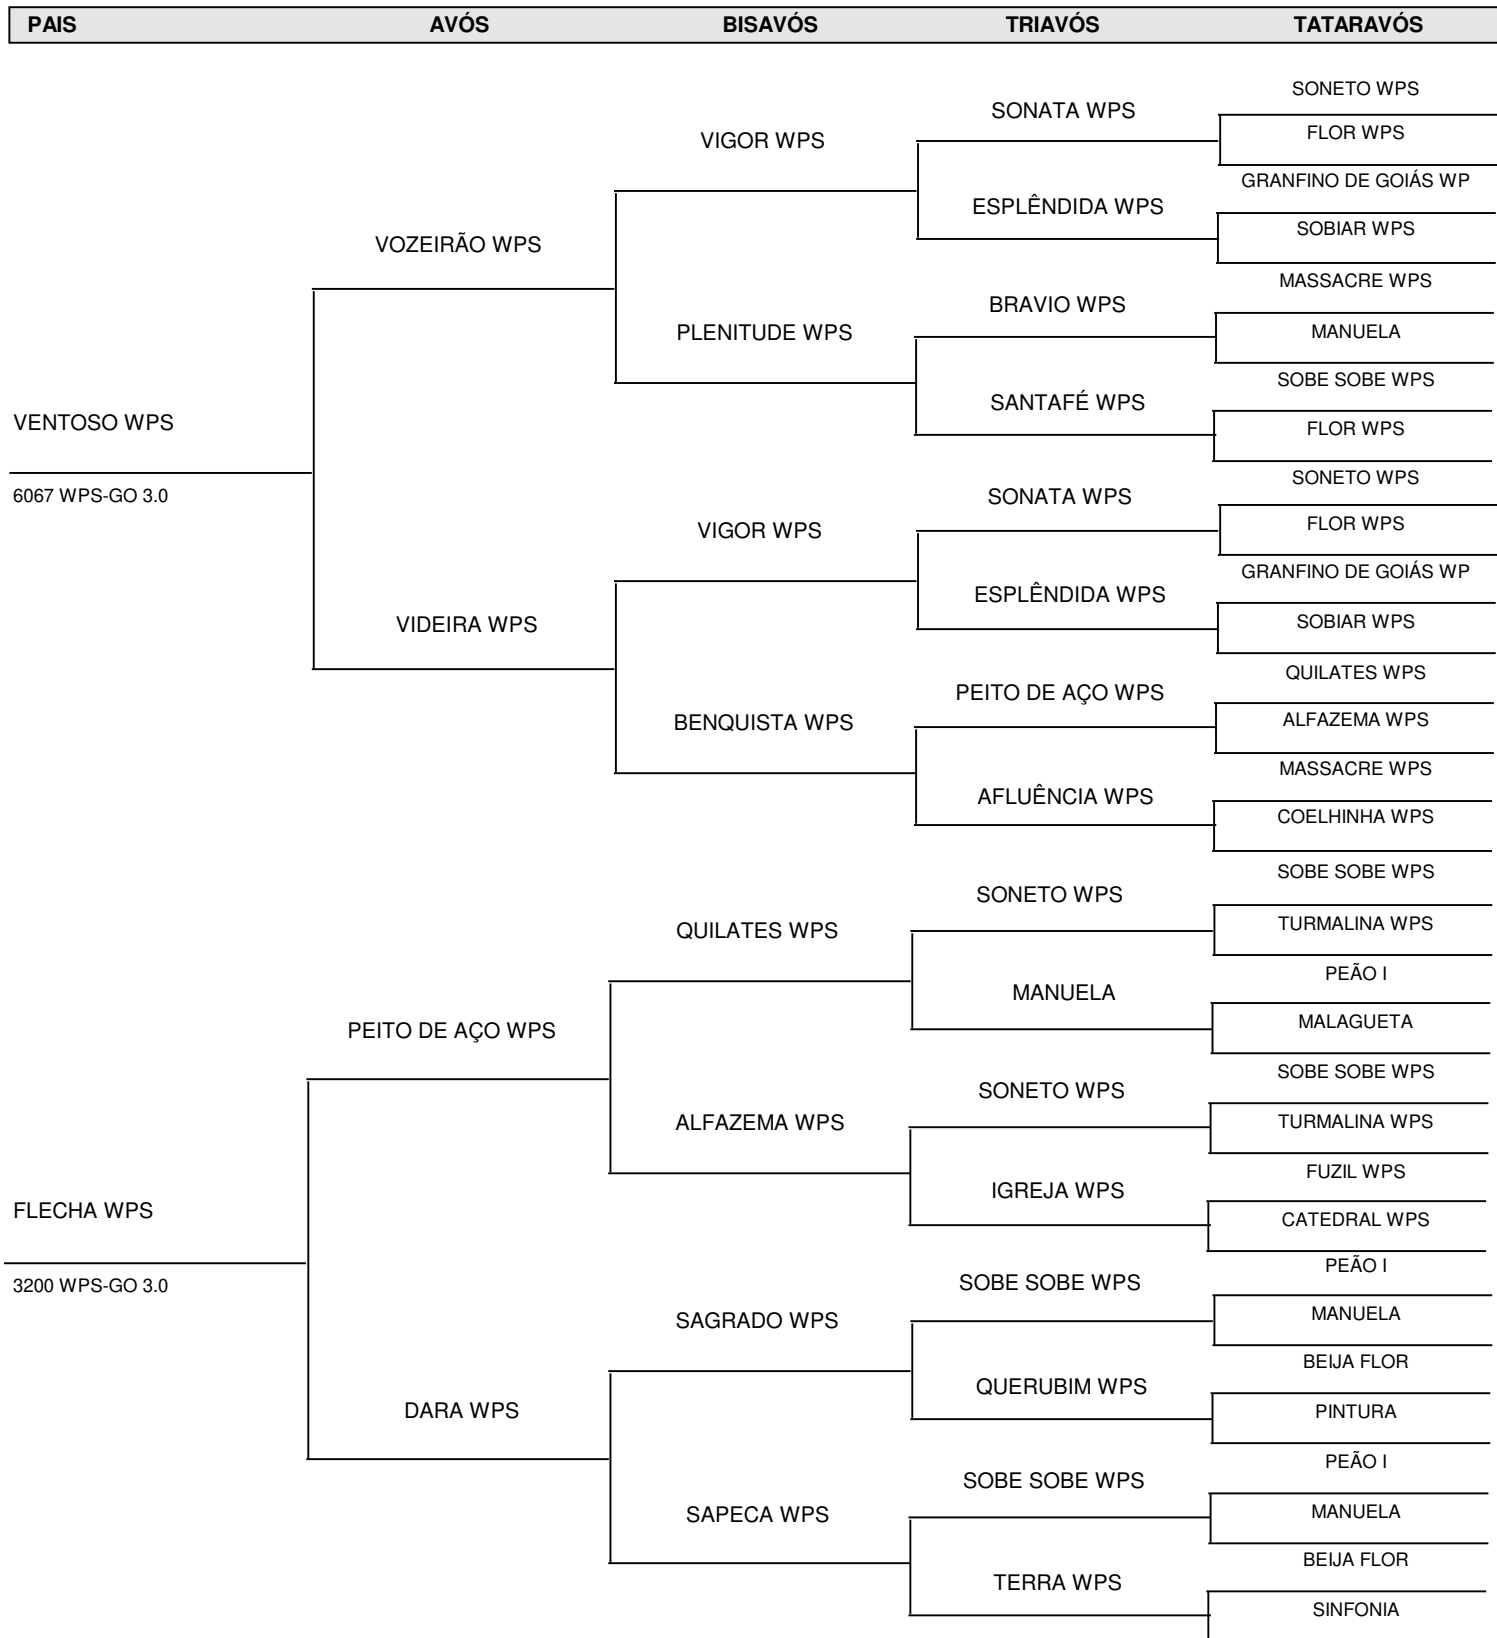 PAIS AVÓS BISAVÓS TRIAVÓS TATARAVÓS
SONETO WPS
SONATA WPS
FLOR WPS
VIGOR WPS
GRANFINO DE GOIÁS WP
ESPLÊNDIDA WPS
SOBIAR WPS
VOZEIRÃO WPS
MASSACRE WPS
BRAVIO WPS
MANUELA
PLENITUDE WPS
SOBE SOBE WPS
SANTAFÉ WPS
VENTOSO WPS
FLOR WPS
SONETO WPS
6067 WPS-GO 3.0
SONATA WPS
FLOR WPS
VIGOR WPS
GRANFINO DE GOIÁS WP
ESPLÊNDIDA WPS
SOBIAR WPS
VIDEIRA WPS
QUILATES WPS
PEITO DE AÇO WPS
ALFAZEMA WPS
BENQUISTA WPS
MASSACRE WPS
AFLUÊNCIA WPS
COELHINHA WPS
SOBE SOBE WPS
SONETO WPS
TURMALINA WPS
QUILATES WPS
PEÃO I
MANUELA
MALAGUETA
PEITO DE AÇO WPS
SOBE SOBE WPS
SONETO WPS
TURMALINA WPS
ALFAZEMA WPS
FUZIL WPS
IGREJA WPS
FLECHA WPS
CATEDRAL WPS
PEÃO I
3200 WPS-GO 3.0
SOBE SOBE WPS
MANUELA
SAGRADO WPS
BEIJA FLOR
QUERUBIM WPS
DARA WPS
PINTURA
PEÃO I
SOBE SOBE WPS
MANUELA
SAPECA WPS
BEIJA FLOR
TERRA WPS
SINFONIA